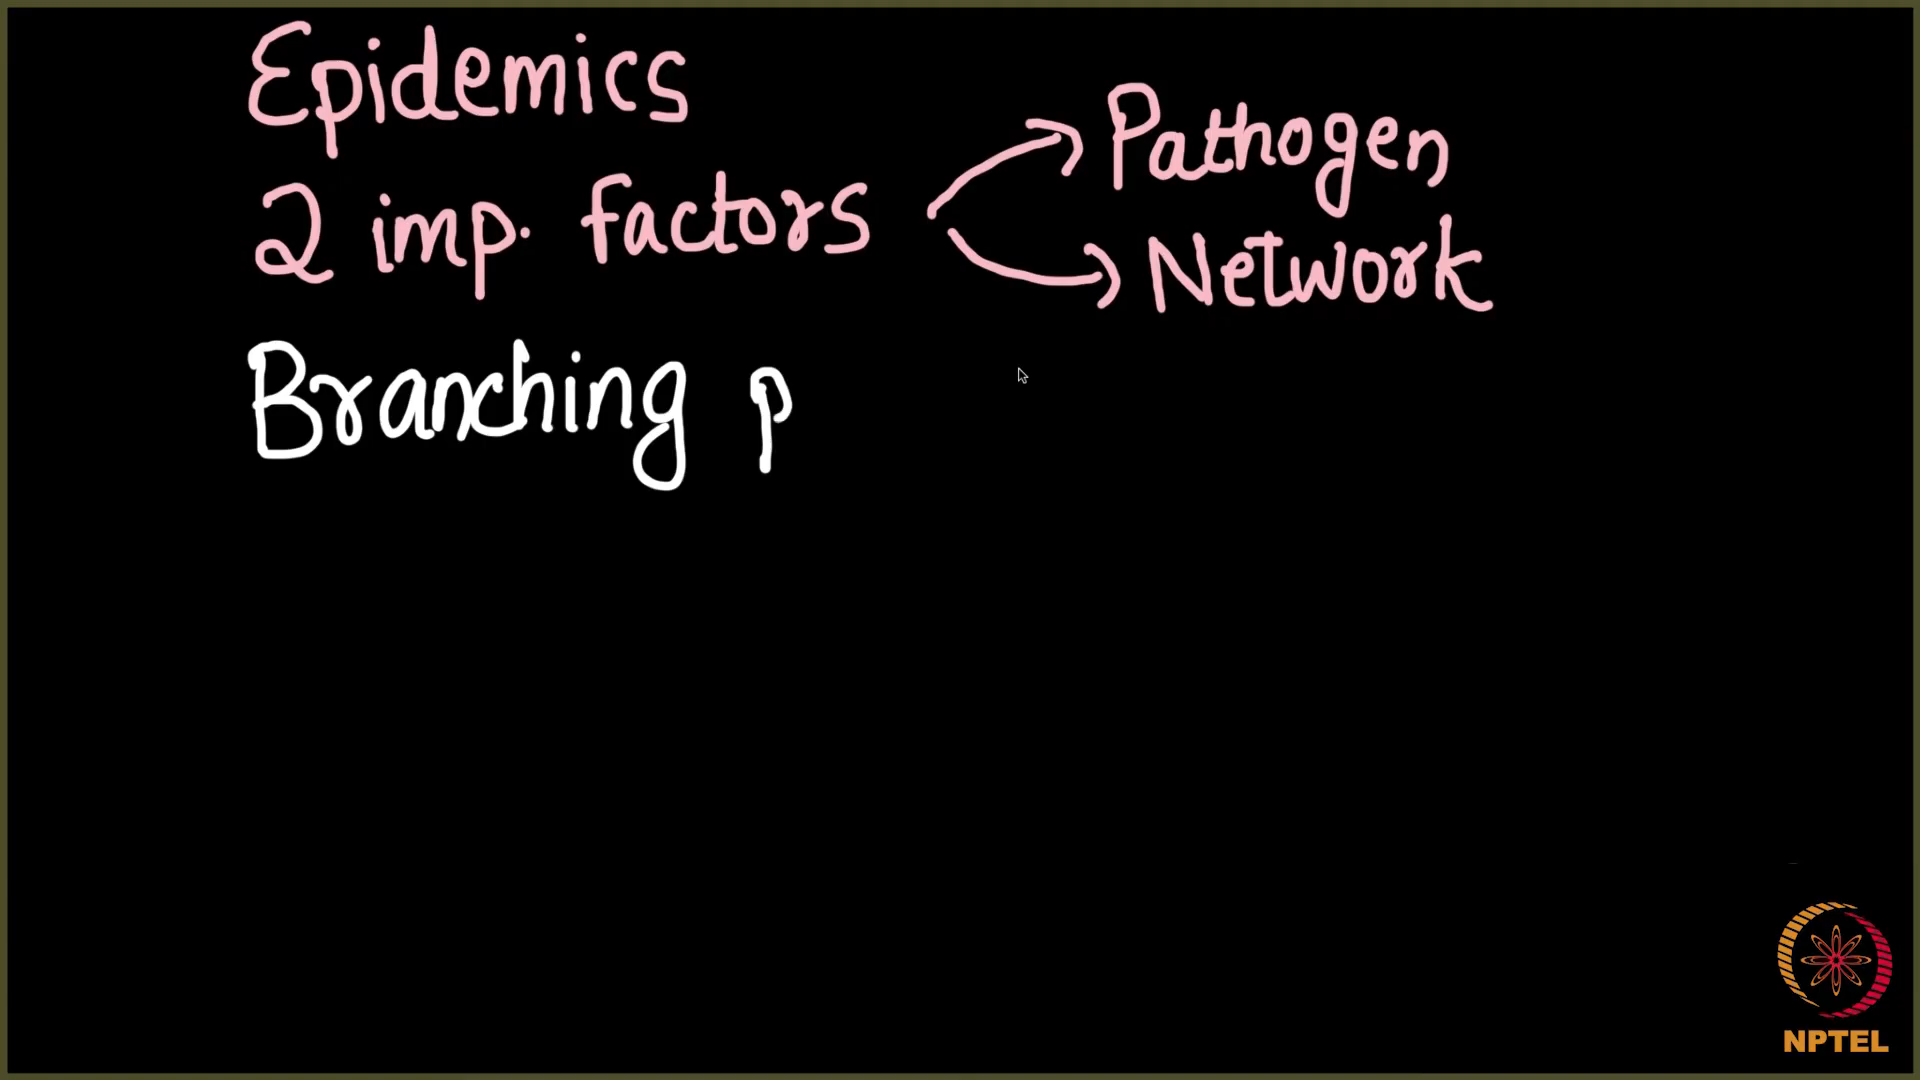 Epidemics
2 imp. factors
Pathogen
Network
Branching p
NPTEL